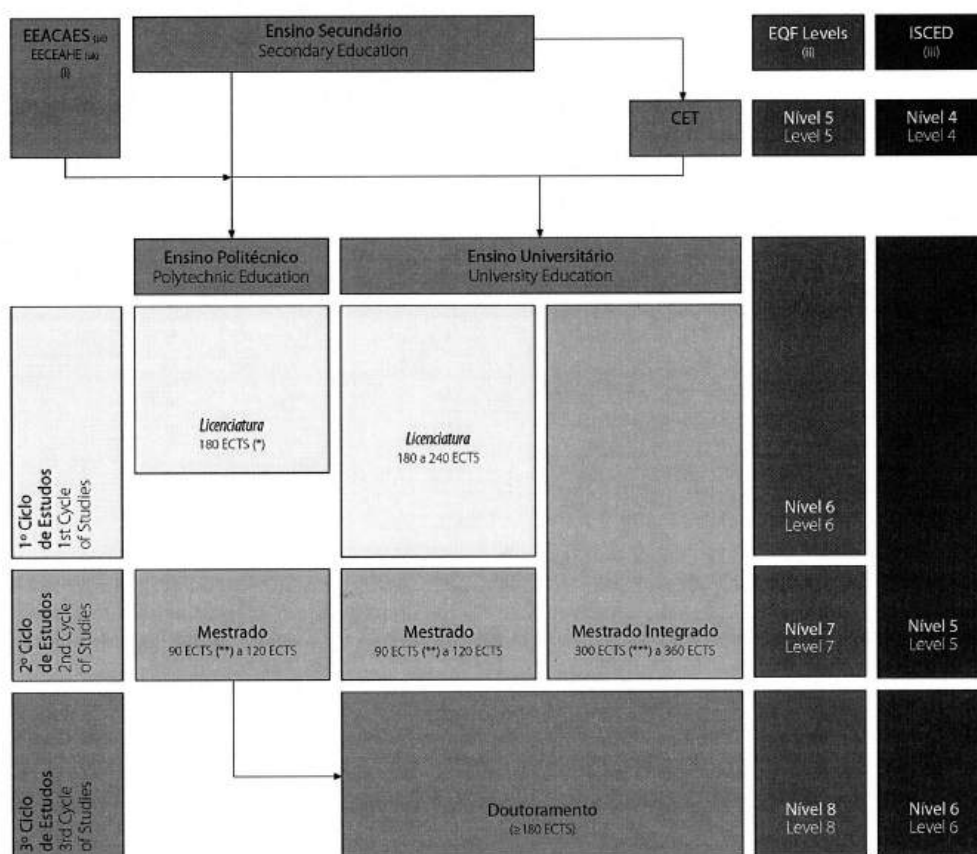 EEACAES (pt)
EECEAHE (uk)
(i)
Ensino Secundário
Secondary Education
EQF Levels
(ii)
ISCED
(iii)
CET
Nível 5
Level 5
Nível 4
Level 4
Ensino Politécnico
Polytechnic Education
Ensino Universitário
University Education
1º Ciclo
de Estudos
1st Cycle
of Studies
Licenciatura
180 ECTS (*)
Licenciatura
180 a 240 ECTS
Nível 6
Level 6
2º Ciclo
de Estudos
2nd Cycle
of Studies
Mestrado
90 ECTS (**) a 120 ECTS
Mestrado
90 ECTS (**) a 120 ECTS
Mestrado Integrado
300 ECTS (***) a 360 ECTS
Nível 7
Level 7
Nível 5
Level 5
3º Ciclo
de Estudos
3rd Cycle
of Studies
Doutoramento
(≥180 ECTS)
Nível 8
Level 8
Nível 6
Level 6